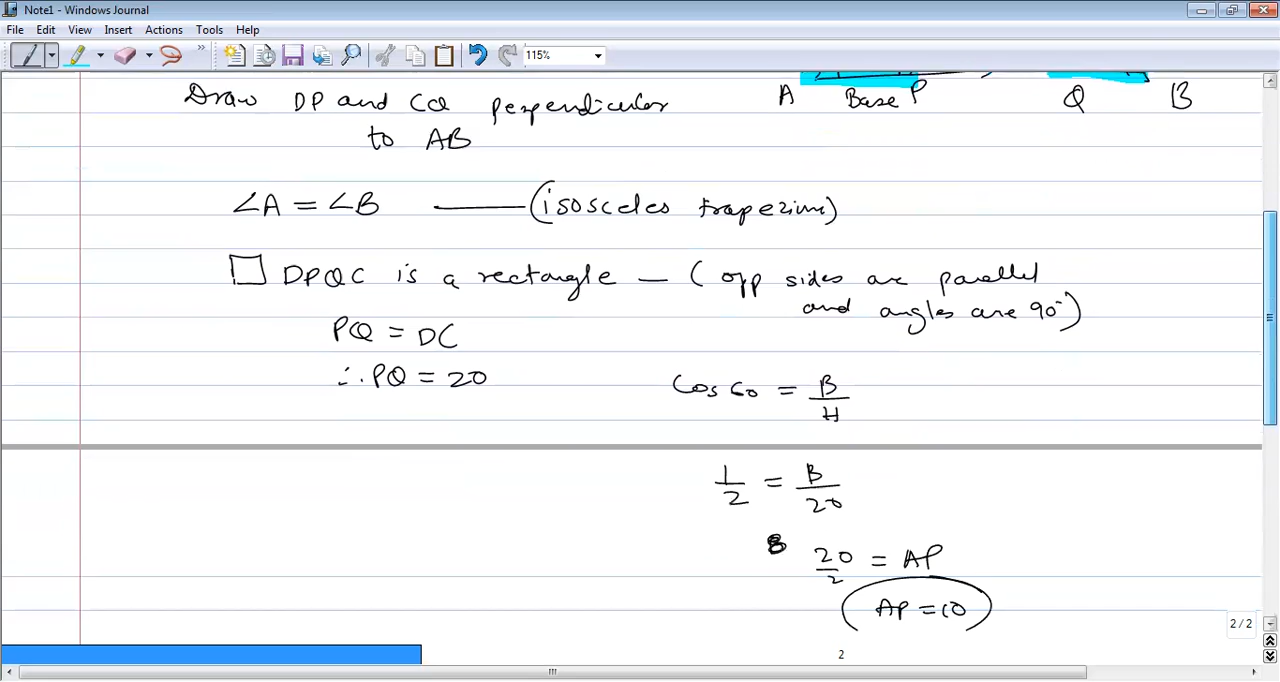 Note1 - Windows Journal
File Edit View Insert Actions Tools Help
115%
Draw DP and CQ perpendicular
to AB
A Base P Q B
∠A = ∠B —— (isosceles trapezium)
□ DPQC is a rectangle — (opp sides are parallel
and angles are 90°)
PQ = DC
∴ PQ = 20
Cos 60 = B/H
1/2 = B/20
20/2 = AP
AP = 10
2 / 2
2